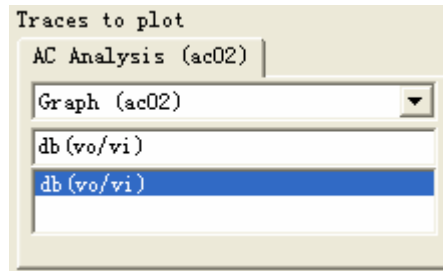 Traces to plot
AC Analysis (ac02)
Graph (ac02)
db(vo/vi)
db(vo/vi)